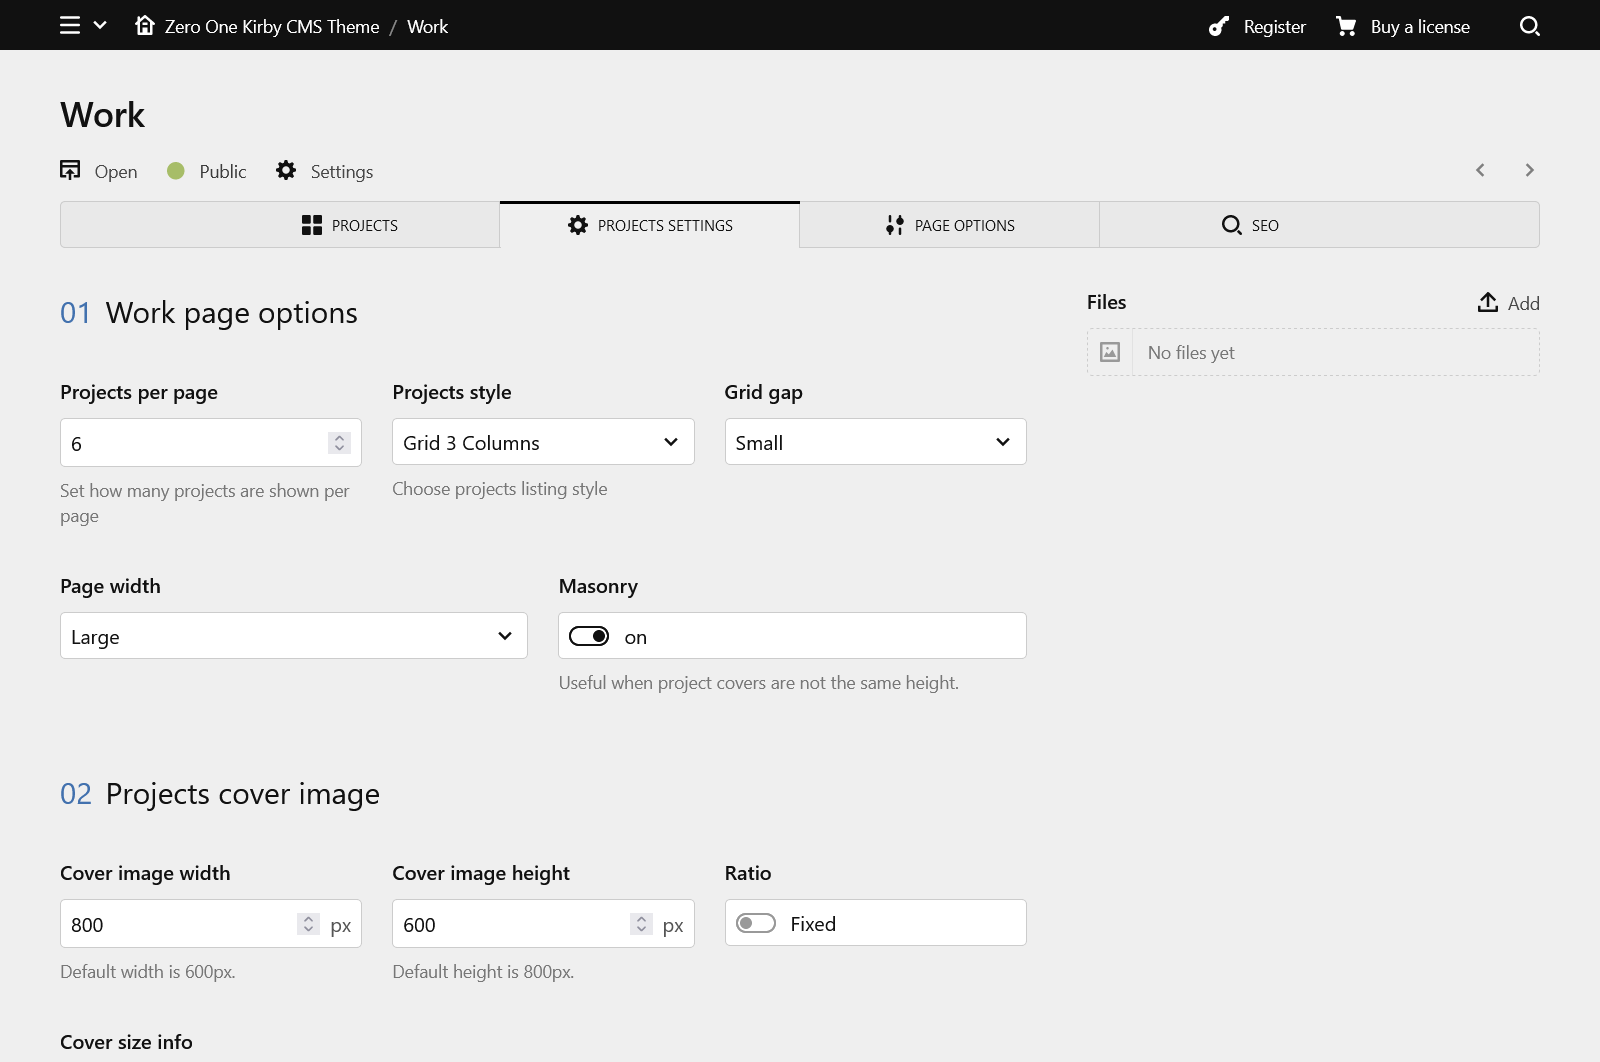 Zero One Kirby CMS Theme / Work
Register
Buy a license
Work
Open
Public
Settings
PROJECTS
PROJECTS SETTINGS
PAGE OPTIONS
SEO
01 Work page options
Projects per page
6
Set how many projects are shown per
page
Projects style
Grid 3 Columns
Choose projects listing style
Grid gap
Small
Page width
Large
Masonry
on
Useful when project covers are not the same height.
02 Projects cover image
Cover image width
800
px
Default width is 600px.
Cover image height
600
px
Default height is 800px.
Ratio
Fixed
Cover size info
Files
Add
No files yet